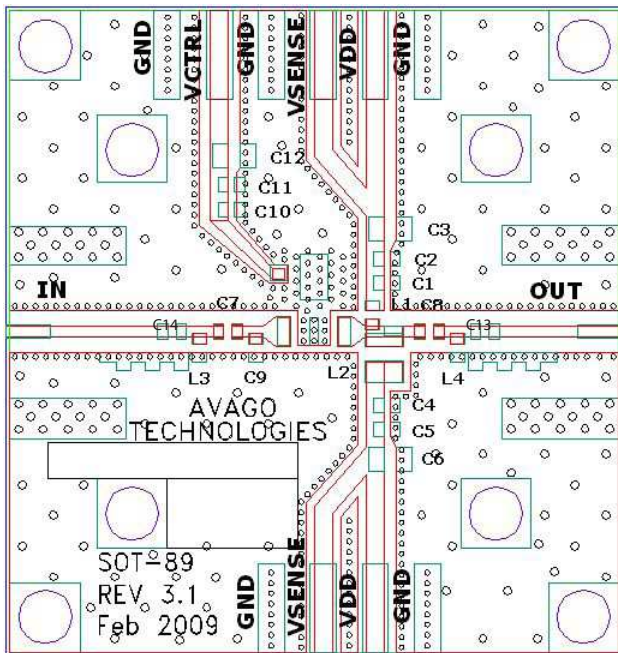 GND
VCTRL
GND
VSENSE
VDD
GND
C12
C11
C10
C3
C2
C1
IN
C7
L1 C8
OUT
C14
C13
L3
C9
L2
L4
AVAGO
TECHNOLOGIES
C4
C5
C6
SOT-89
REV 3.1
Feb 2009
GND
VSENSE
VDD
GND